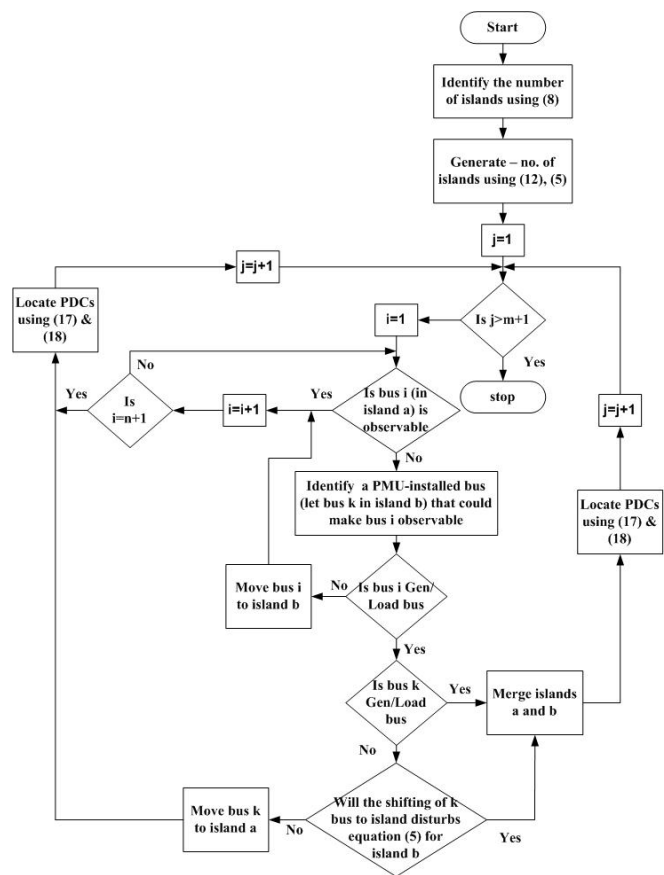 Start
Identify the number
of islands using (8)
Generate – no. of
islands using (12), (5)
j=1
j=j+1
Locate PDCs
using (17) &
(18)
i=1
Is j>m+1
Yes
stop
No
Yes
Is
i=n+1
i=i+1
Yes
Is bus i (in
island a) is
observable
j=j+1
No
Identify a PMU-installed bus
(let bus k in island b) that could
make bus i observable
Locate PDCs
using (17) &
(18)
Move bus i
to island b
No
Is bus i Gen/
Load bus
Yes
Is bus k
Gen/Load
bus
Yes
Merge islands
a and b
No
Move bus k
to island a
No
Will the shifting of k
bus to island disturbs
equation (5) for
island b
Yes